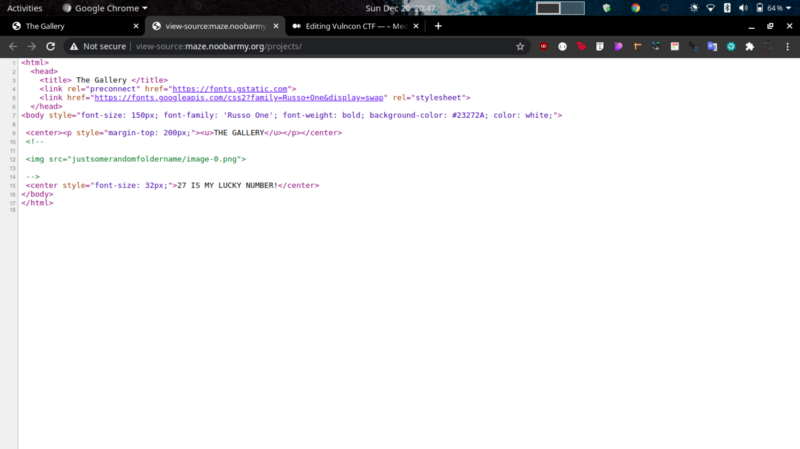 Activities Google Chrome Sun Dec 20 20:47 64%
The Gallery view-source:maze.noobarmy Editing Vulncon CTF — – Med
Not secure view-source:maze.noobarmy.org/projects/
1 <html>
2 <head>
3 <title> The Gallery </title>
4 <link rel="preconnect" href="https://fonts.gstatic.com">
5 <link href="https://fonts.googleapis.com/css2?family=Russo+One&display=swap" rel="stylesheet">
6 </head>
7 <body style="font-size: 150px; font-family: 'Russo One'; font-weight: bold; background-color: #23272A; color: white;">
8
9 <center><p style="margin-top: 200px;"><u>THE GALLERY</u></p></center>
10 <!--
11
12 <img src="justsomerandomfoldername/image-0.png">
13
14 -->
15 <center style="font-size: 32px;">27 IS MY LUCKY NUMBER!</center>
16 </body>
17 </html>
18